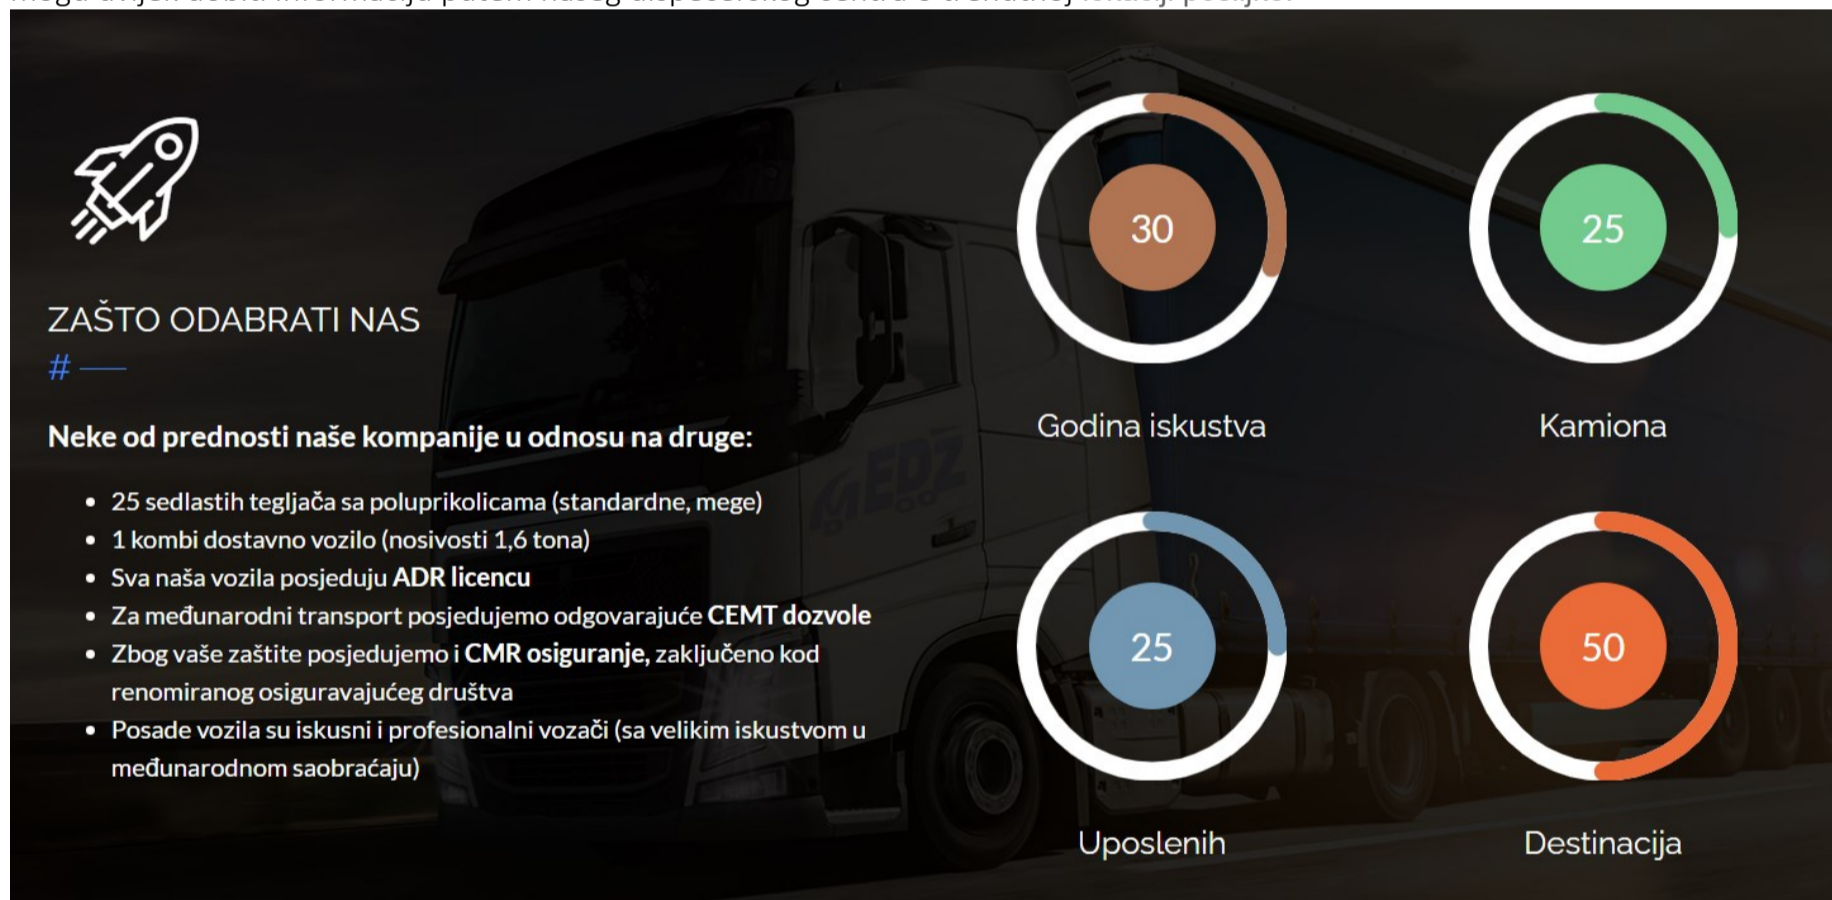 ZAŠTO ODABRATI NAS
#
Neke od prednosti naše kompanije u odnosu na druge:
25 sedlastih tegljača sa poluprikolicama (standardne, mege)
1 kombi dostavno vozilo (nosivosti 1,6 tona)
Sva naša vozila posjeduju ADR licencu
Za međunarodni transport posjedujemo odgovarajuće CEMT dozvole
Zbog vaše zaštite posjedujemo i CMR osiguranje, zaključeno kod
renomiranog osiguravajućeg društva
Posade vozila su iskusni i profesionalni vozači (sa velikim iskustvom u
međunarodnom saobraćaju)
MEDZ
30
Godina iskustva
25
Kamiona
25
Uposlenih
50
Destinacija